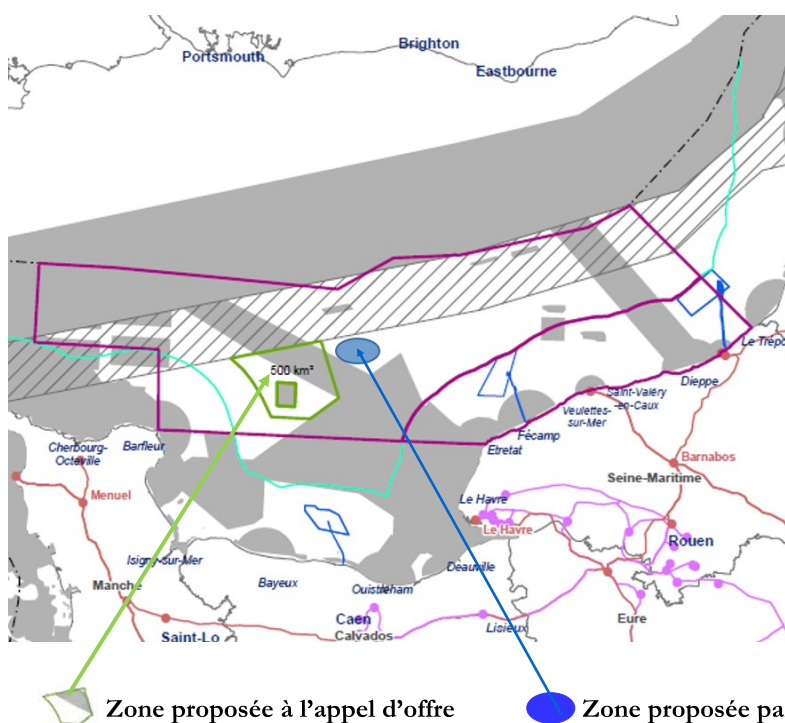 Brighton
Portsmouth
Eastbourne
500 km²
Le Trépo
Dieppe
Saint-Valéry
-en-Caux
Veulettes-
sur-Mer
Fécamp
Etretat
Cherbourg-
Octeville
Barfleur
Barnabos
Seine-Maritime
Menuel
Le Havre
Le Havre
Rouen
Isigny-sur-Mer
Deauville
Bayeux
Ouistreham
Manche
Caen
Calvados
Lisieux
Eure
Saint-Lo
Zone proposée à l'appel d'offre
Zone proposée pa